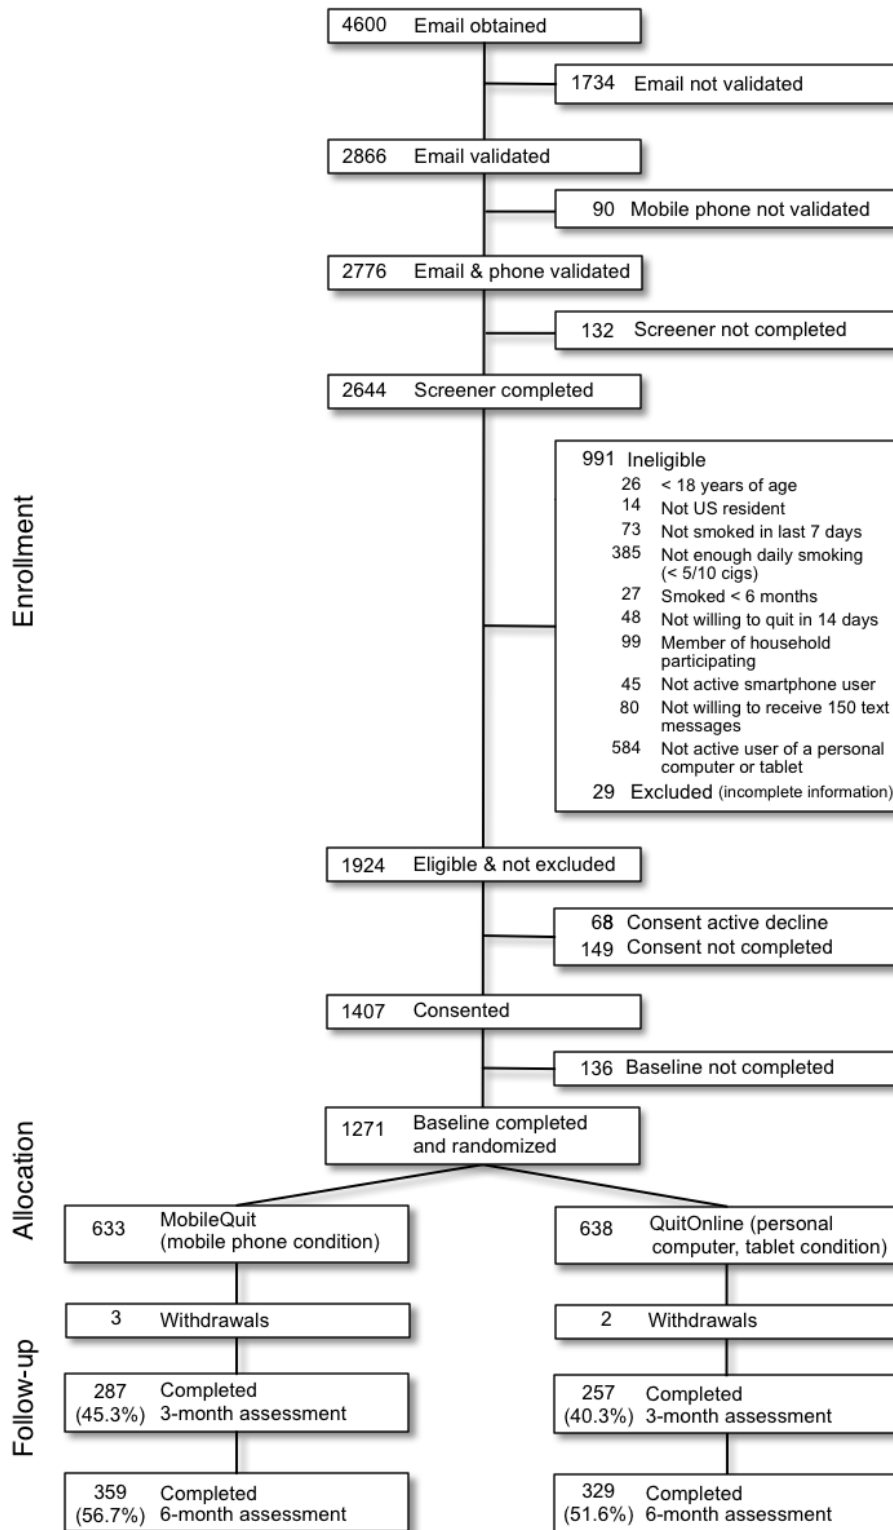 4600 Email obtained
1734 Email not validated
2866 Email validated
90 Mobile phone not validated
2776 Email & phone validated
132 Screener not completed
2644 Screener completed
Enrollment
991 Ineligible
26 < 18 years of age
14 Not US resident
73 Not smoked in last 7 days
385 Not enough daily smoking
(< 5/10 cigs)
27 Smoked < 6 months
48 Not willing to quit in 14 days
99 Member of household
participating
45 Not active smartphone user
80 Not willing to receive 150 text
messages
584 Not active user of a personal
computer or tablet
29 Excluded (incomplete information)
1924 Eligible & not excluded
68 Consent active decline
149 Consent not completed
1407 Consented
136 Baseline not completed
Allocation
1271 Baseline completed
and randomized
633 MobileQuit
(mobile phone condition)
638 QuitOnline (personal
computer, tablet condition)
Follow-up
3 Withdrawals
2 Withdrawals
287 Completed
(45.3%) 3-month assessment
257 Completed
(40.3%) 3-month assessment
359 Completed
(56.7%) 6-month assessment
329 Completed
(51.6%) 6-month assessment